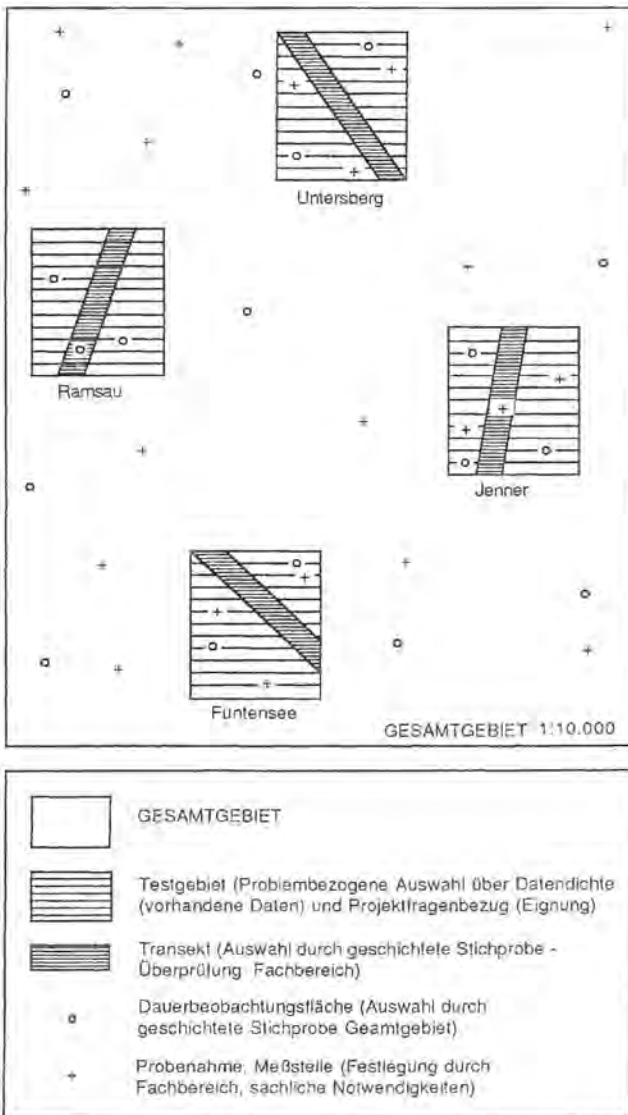 Untersberg
Ramsau
Jenner
Funtensee
GESAMTGEBIET 1:10.000
GESAMTGEBIET
Testgebiet (Problembezogene Auswahl über Datendichte
(vorhandene Daten) und Projektfragenbezug (Eignung)
Transekt (Auswahl durch geschichtete Stichprobe -
Überprüfung Fachbereich)
Dauerbeobachtungsfläche (Auswahl durch
geschichtete Stichprobe Geamtgebiet)
Probenahme, Meßstelle (Festlegung durch
Fachbereich, sachliche Notwendigkeiten)